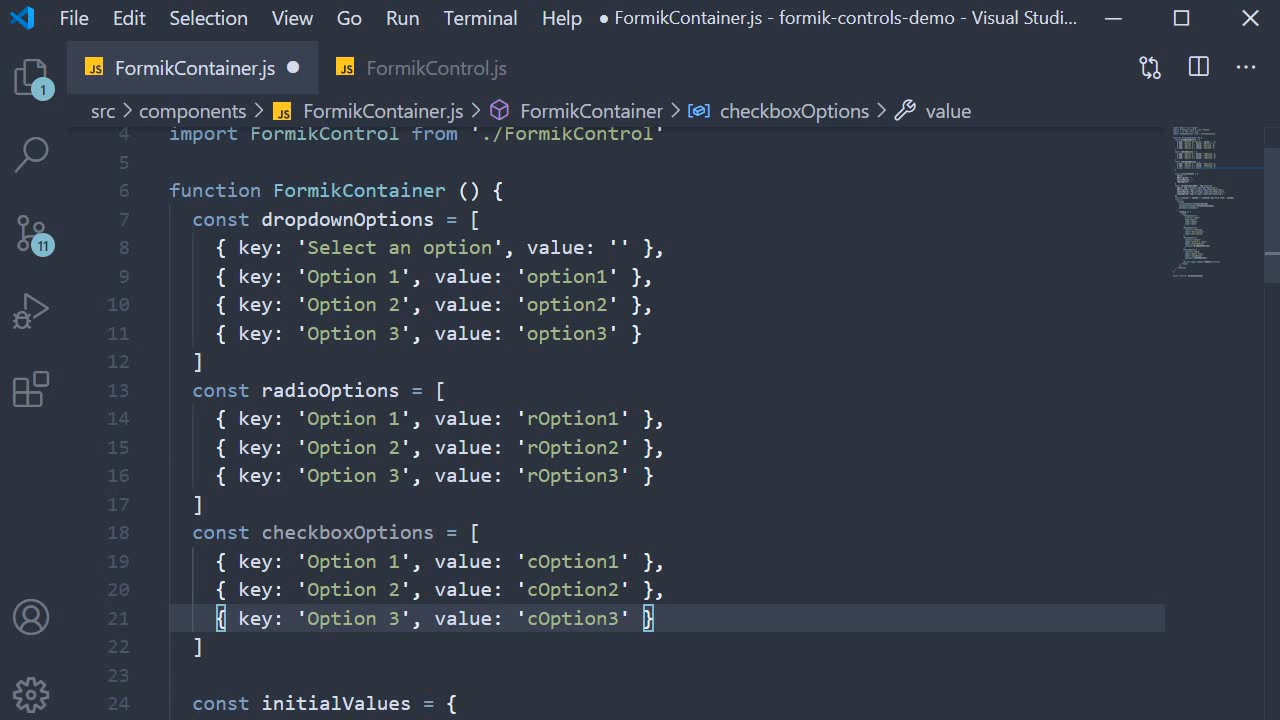 File Edit Selection View Go Run Terminal Help ● FormikContainer.js - formik-controls-demo - Visual Studi...
JS FormikContainer.js ● JS FormikControl.js
src > components > JS FormikContainer.js > FormikContainer > checkboxOptions > value
1
11
4 import FormikControl from './FormikControl'
5
6 function FormikContainer () {
7 const dropdownOptions = [
8 { key: 'Select an option', value: '' },
9 { key: 'Option 1', value: 'option1' },
10 { key: 'Option 2', value: 'option2' },
11 { key: 'Option 3', value: 'option3' }
12 ]
13 const radioOptions = [
14 { key: 'Option 1', value: 'rOption1' },
15 { key: 'Option 2', value: 'rOption2' },
16 { key: 'Option 3', value: 'rOption3' }
17 ]
18 const checkboxOptions = [
19 { key: 'Option 1', value: 'cOption1' },
20 { key: 'Option 2', value: 'cOption2' },
21 { key: 'Option 3', value: 'cOption3' }
22 ]
23
24 const initialValues = {